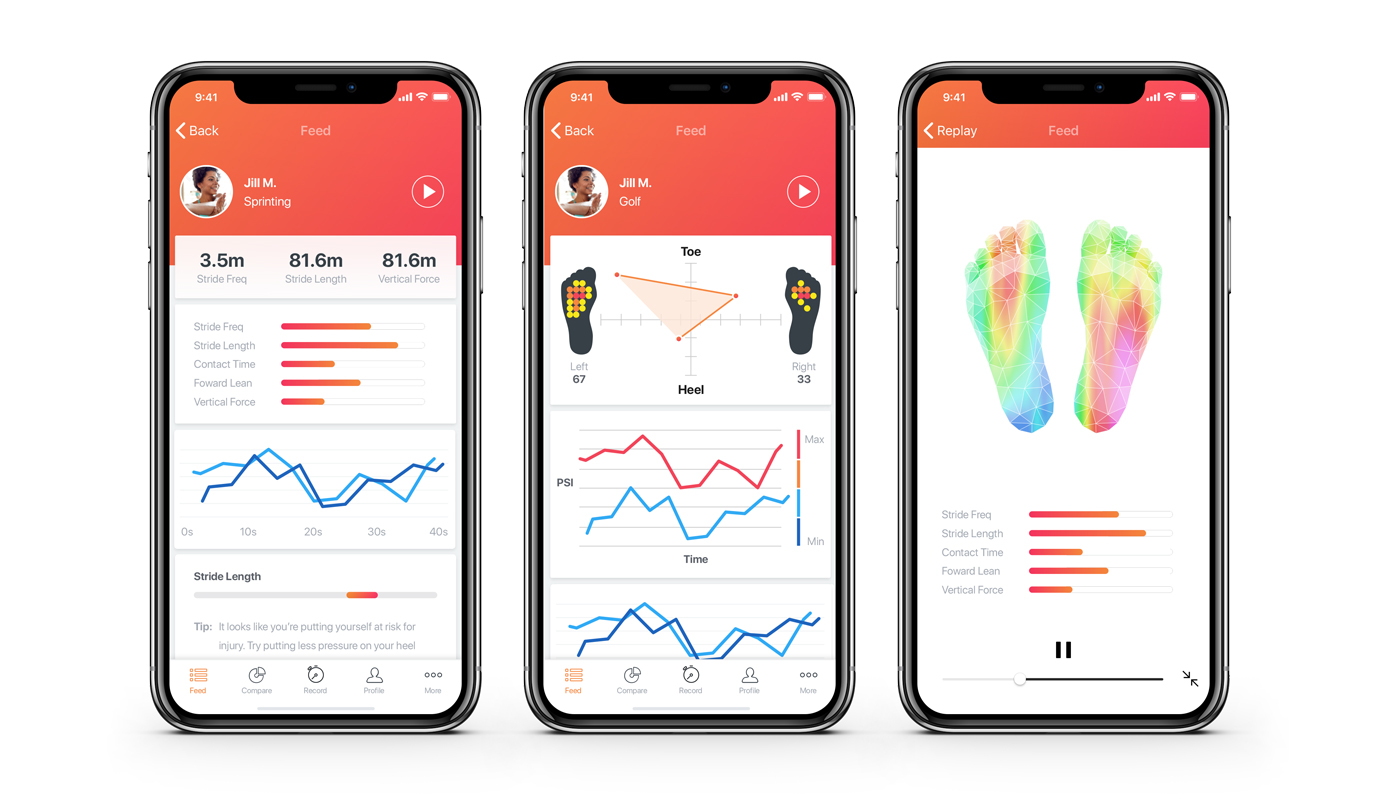 9:41
Back
Feed
Jill M.
Sprinting
3.5m
81.6m
81.6m
Stride Freq
Stride Length
Vertical Force
Stride Freq
Stride Length
Contact Time
Foward Lean
Vertical Force
0s 10s 20s 30s 40s
Stride Length
Tip: It looks like you're putting yourself at risk for
injury. Try putting less pressure on your heel
Feed Compare Record Profile More
9:41
Back
Feed
Jill M.
Golf
Toe
Left
67
Right
33
Heel
Max
PSI
Min
Time
Feed Compare Record Profile More
9:41
Replay
Feed
Stride Freq
Stride Length
Contact Time
Foward Lean
Vertical Force